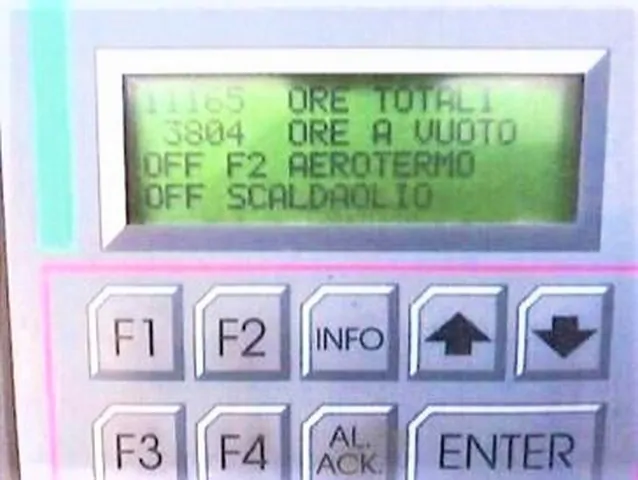 11165 ORE TOTALI
3804 ORE A VUOTO
OFF F2 AEROTERMO
OFF SCALDAOLIO
F1 F2 INFO
F3 F4 AL. ACK. ENTER